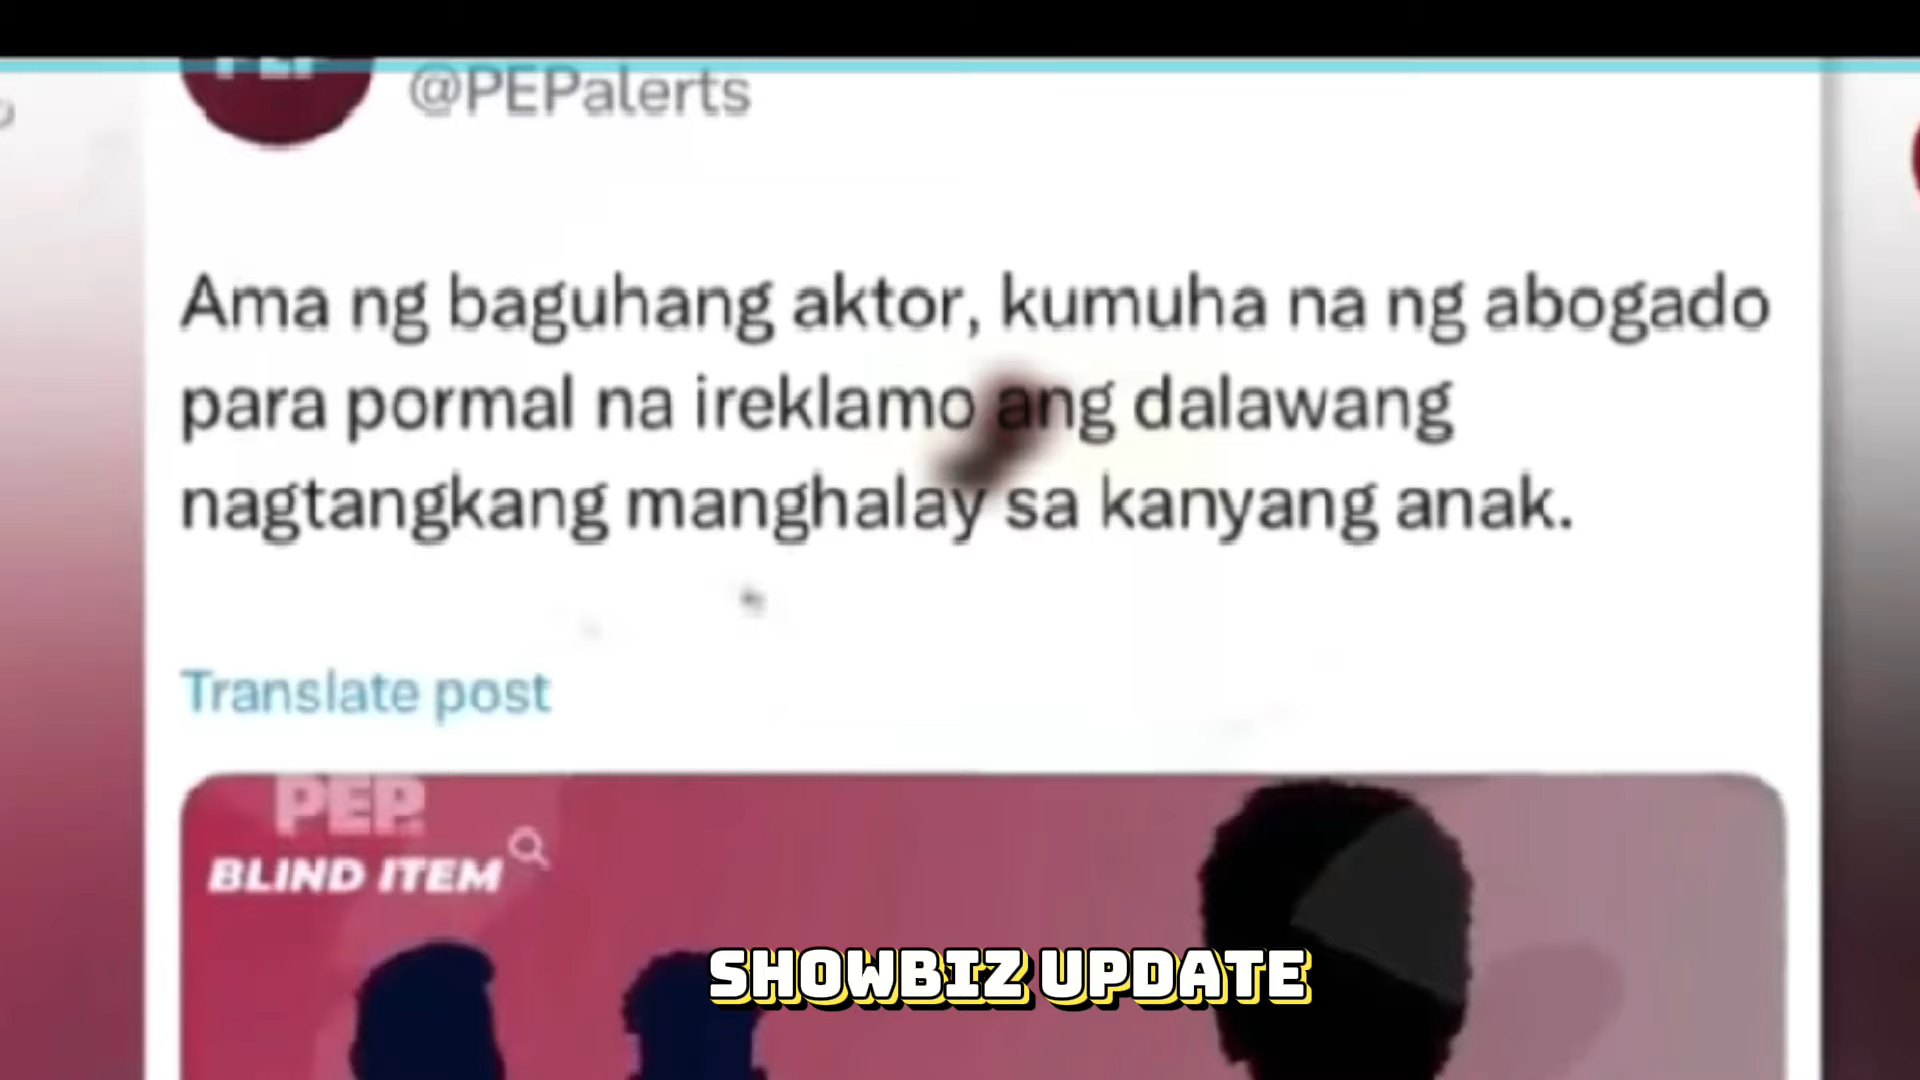 @PEPalerts
Ama ng baguhang aktor, kumuha na ng abogado
para pormal na ireklamo ang dalawang
nagtangkang manghalay sa kanyang anak.
Translate post
PEP.
BLIND ITEM
SHOWBIZ UPDATE